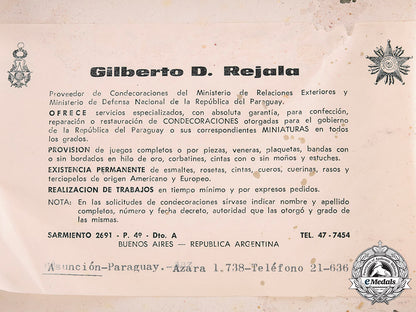 Gilberto D. Rejala
Proveedor de Condecoraciones del Ministerio de Relaciones Exteriores y
Ministerio de Defensa Nacional de la República del Paraguay.
OFRECE servicios especializados, con absoluta garantía, para confección,
reparación o restauración de CONDECORACIONES otorgadas para el gobierno
de la República del Paraguay o sus correspondientes MINIATURAS en todos
los grados.
PROVISION de juegos completos o por piezas, veneras, plaquetas, bandas con
o sin bordados en hilo de oro, corbatines, cintas con o sin moños y estuches.
EXISTENCIA PERMANENTE de esmaltes, rosetas, cintas, cueros, cuerinas, rasos y
terciopelos de origen Americano y Europeo.
REALIZACION DE TRABAJOS en tiempo mínimo y por expresos pedidos.
NOTA: En las solicitudes de condecoraciones sírvase indicar nombre y apellido
completos, número y fecha decreto, autoridad que las otorgó y grado de
las mismas.
SARMIENTO 2691 - P. 4º - Dto. A TEL. 47-7454
BUENOS AIRES — REPUBLICA ARGENTINA
Asunción-Paraguay.- Azára 1.738-Teléfono 21-636
eMedals